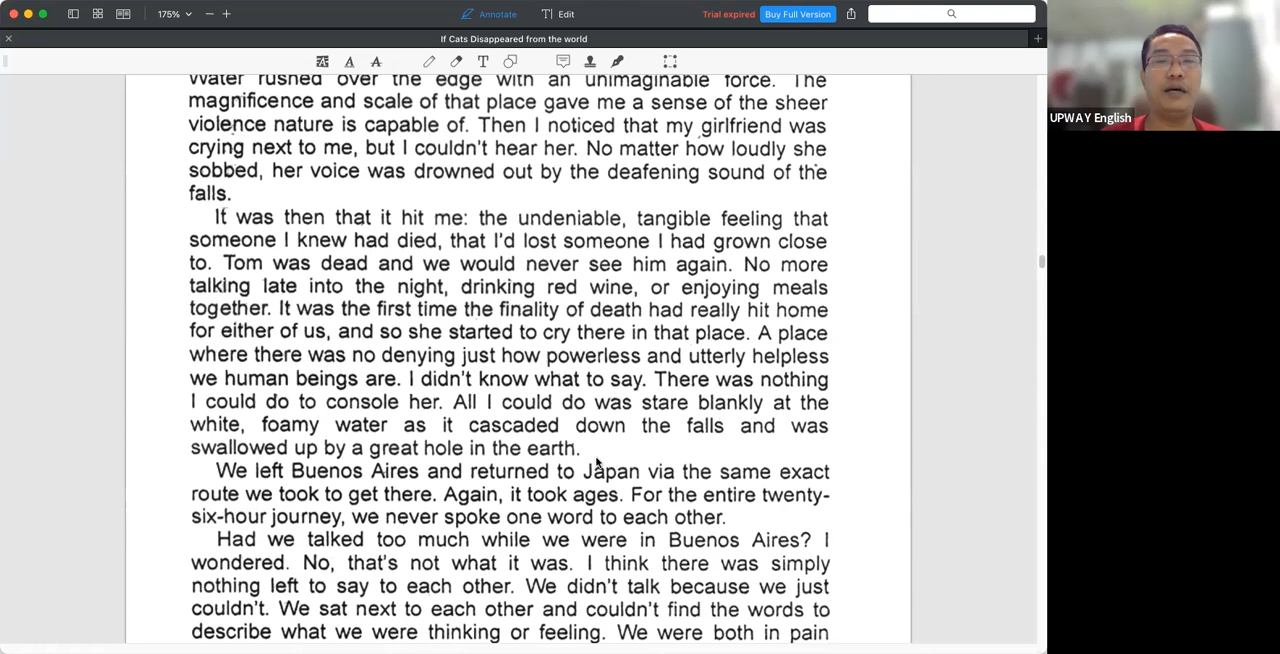 175%
Annotate
Edit
Trial expired
Buy Full Version
If Cats Disappeared from the world
UPWAY English
Water rushed over the edge with an unimaginable force. The
magnificence and scale of that place gave me a sense of the sheer
violence nature is capable of. Then I noticed that my girlfriend was
crying next to me, but I couldn't hear her. No matter how loudly she
sobbed, her voice was drowned out by the deafening sound of the
falls.
It was then that it hit me: the undeniable, tangible feeling that
someone I knew had died, that I'd lost someone I had grown close
to. Tom was dead and we would never see him again. No more
talking late into the night, drinking red wine, or enjoying meals
together. It was the first time the finality of death had really hit home
for either of us, and so she started to cry there in that place. A place
where there was no denying just how powerless and utterly helpless
we human beings are. I didn't know what to say. There was nothing
I could do to console her. All I could do was stare blankly at the
white, foamy water as it cascaded down the falls and was
swallowed up by a great hole in the earth.
We left Buenos Aires and returned to Japan via the same exact
route we took to get there. Again, it took ages. For the entire twenty-
six-hour journey, we never spoke one word to each other.
Had we talked too much while we were in Buenos Aires? I
wondered. No, that's not what it was. I think there was simply
nothing left to say to each other. We didn't talk because we just
couldn't. We sat next to each other and couldn't find the words to
describe what we were thinking or feeling. We were both in pain